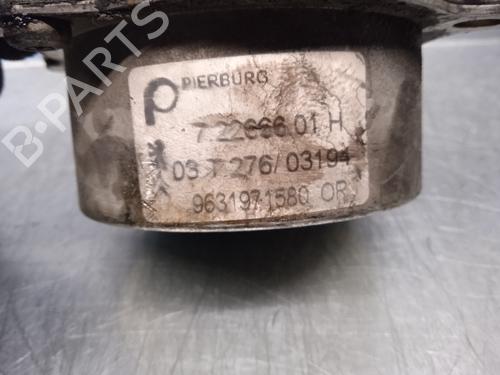 PIERBURG
7 22666 01 H
03 T 276/ 03194
9631971580 OR
B-PARTS